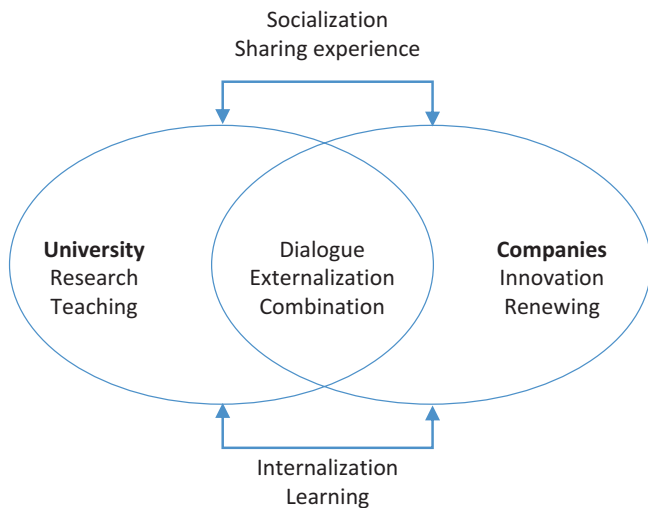 Socialization
Sharing experience
University
Research
Teaching
Dialogue
Externalization
Combination
Companies
Innovation
Renewing
Internalization
Learning